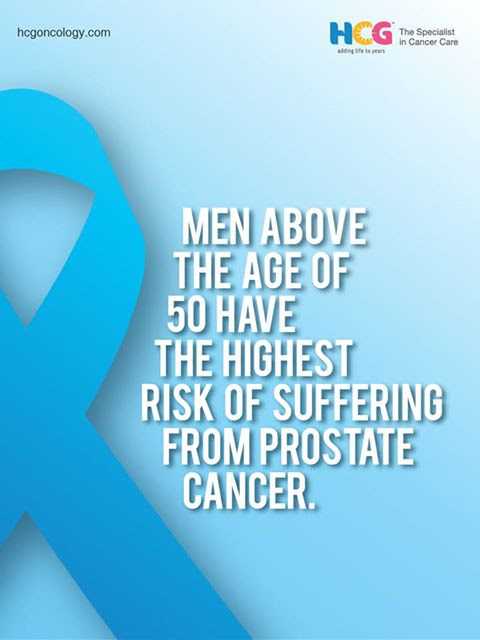 hcgoncology.com
HCG The Specialist
in Cancer Care
adding life to years
MEN ABOVE
THE AGE OF
50 HAVE
THE HIGHEST
RISK OF SUFFERING
FROM PROSTATE
CANCER.